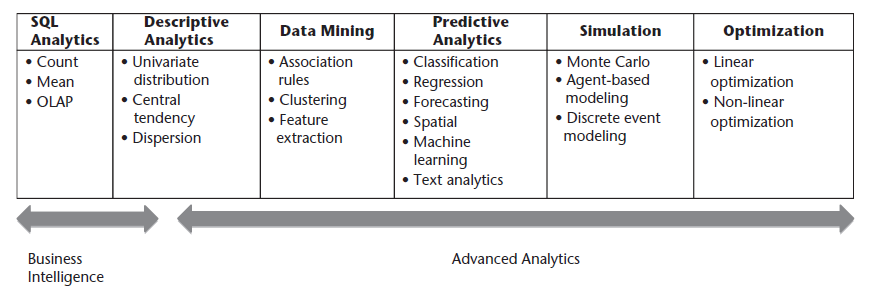 SQL
Analytics
Descriptive
Analytics
Data Mining
Predictive
Analytics
Simulation
Optimization
• Count
• Mean
• OLAP
• Univariate
distribution
• Central
tendency
• Dispersion
• Association
rules
• Clustering
• Feature
extraction
• Classification
• Regression
• Forecasting
• Spatial
• Machine
learning
• Text analytics
• Monte Carlo
• Agent-based
modeling
• Discrete event
modeling
• Linear
optimization
• Non-linear
optimization
Business
Intelligence
Advanced Analytics